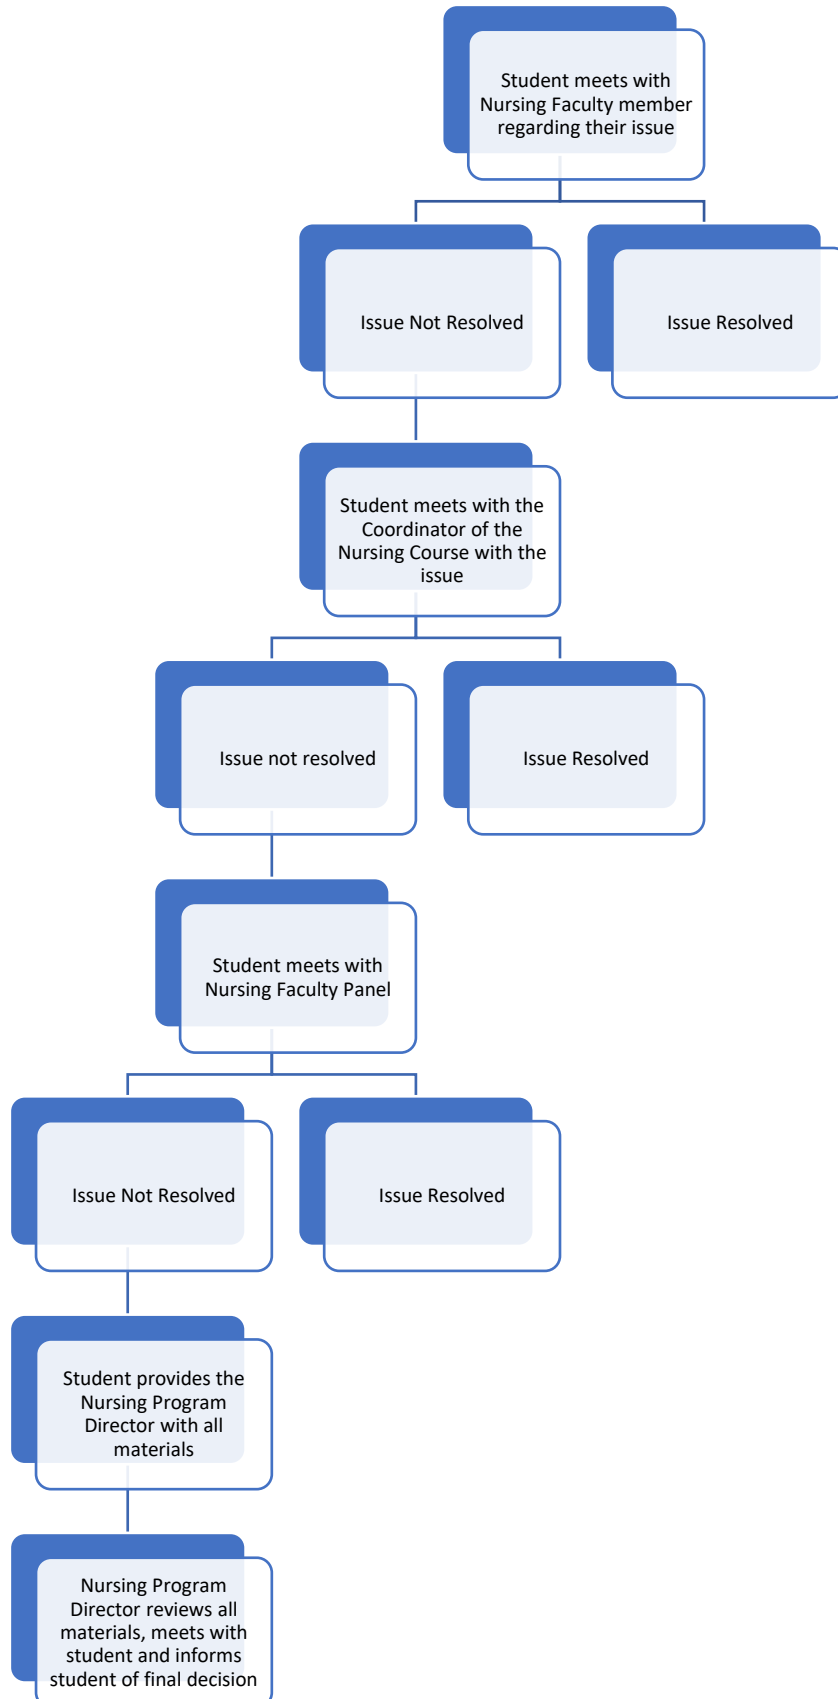 Student meets with
Nursing Faculty member
regarding their issue
Issue Not Resolved
Issue Resolved
Student meets with the
Coordinator of the
Nursing Course with the
issue
Issue not resolved
Issue Resolved
Student meets with
Nursing Faculty Panel
Issue Not Resolved
Issue Resolved
Student provides the
Nursing Program
Director with all
materials
Nursing Program
Director reviews all
materials, meets with
student and informs
student of final decision